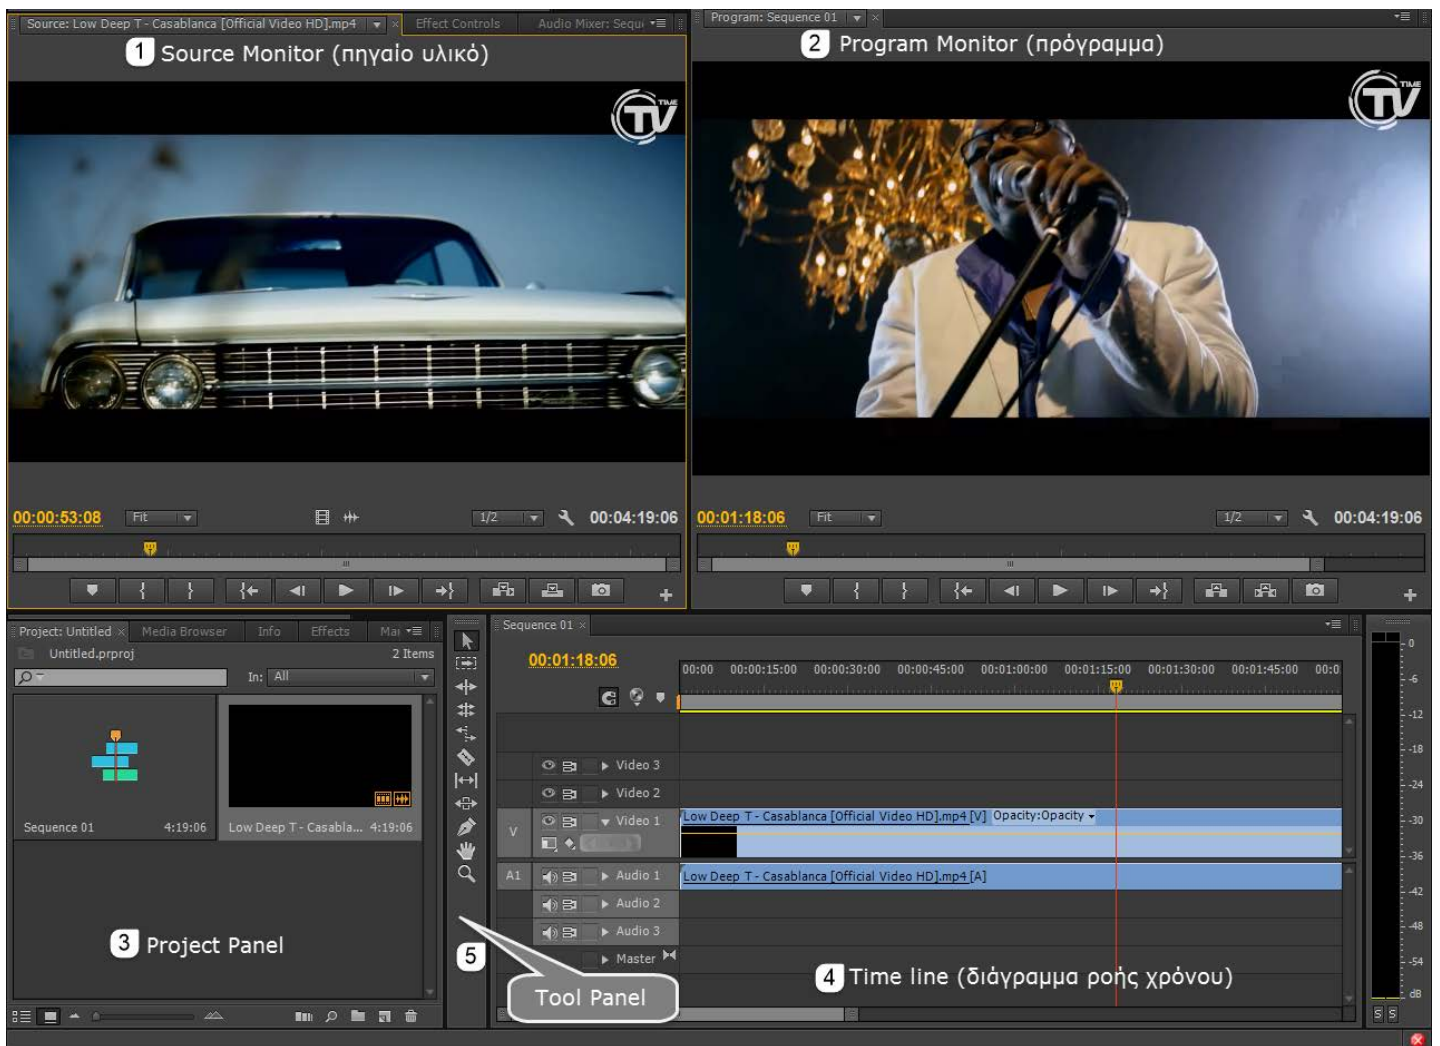 Source: Low Deep T - Casablanca [Official Video HD].mp4
Effect Controls
Audio Mixer: Sequ
Program: Sequence 01
1 Source Monitor (πηγαίο υλικό)
2 Program Monitor (πρόγραμμα)
TV TIME
TV TIME
00:00:53:08
Fit
1/2
00:04:19:06
00:01:18:06
Fit
1/2
00:04:19:06
Project: Untitled
Media Browser
Info
Effects
Mar
Untitled.prproj
2 Items
In: All
Sequence 01
4:19:06
Low Deep T - Casabla...
4:19:06
3 Project Panel
5
Tool Panel
Sequence 01
00:01:18:06
00:00 00:00:15:00 00:00:30:00 00:00:45:00 00:01:00:00 00:01:15:00 00:01:30:00 00:01:45:00 00:0
Video 3
Video 2
V
Video 1
Low Deep T - Casablanca [Official Video HD].mp4 [V] Opacity:Opacity
A1
Audio 1
Low Deep T - Casablanca [Official Video HD].mp4 [A]
Audio 2
Audio 3
Master
4 Time line (διάγραμμα ροής χρόνου)
0
-6
-12
-18
-24
-30
-36
-42
-48
-54
dB
S S